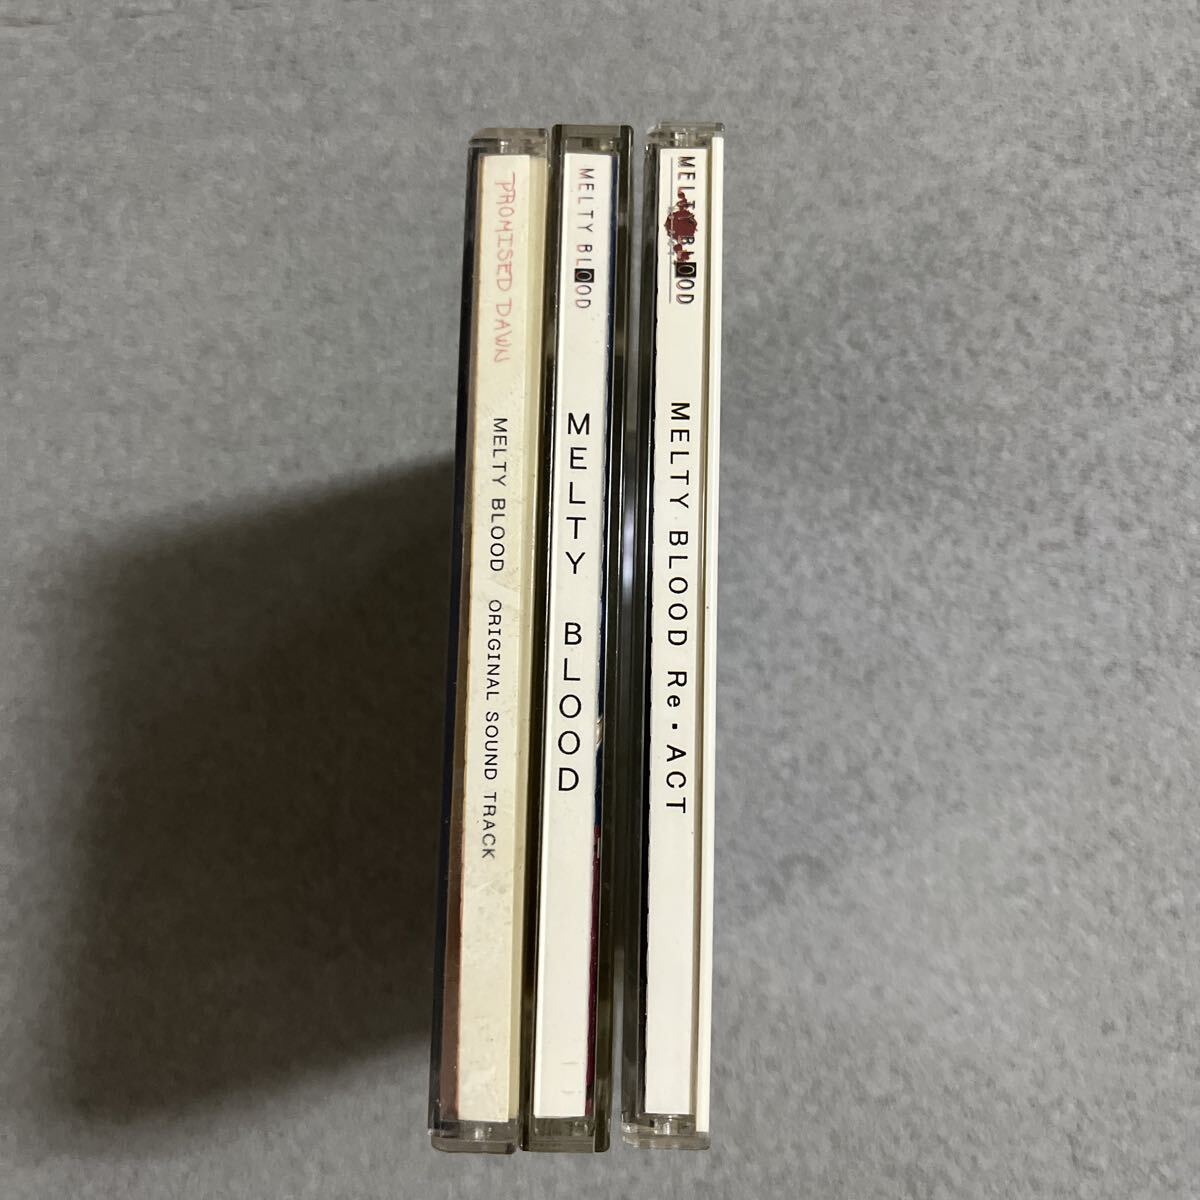 PROMISED DAWN
MELTY BLOOD ORIGINAL SOUND TRACK
MELTY BLOOD
MELTY BLOOD
MELTY BLOOD
MELTY BLOOD Re・ACT